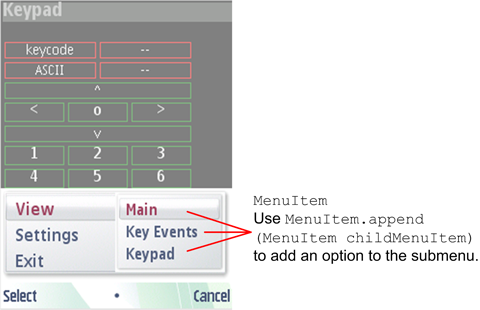 Keypad
keycode --
ASCII --
^
< o >
v
1 2 3
4 5 6
View
Settings
Exit
Main
Key Events
Keypad
Select
Cancel
MenuItem
Use MenuItem.append
(MenuItem childMenuItem)
to add an option to the submenu.